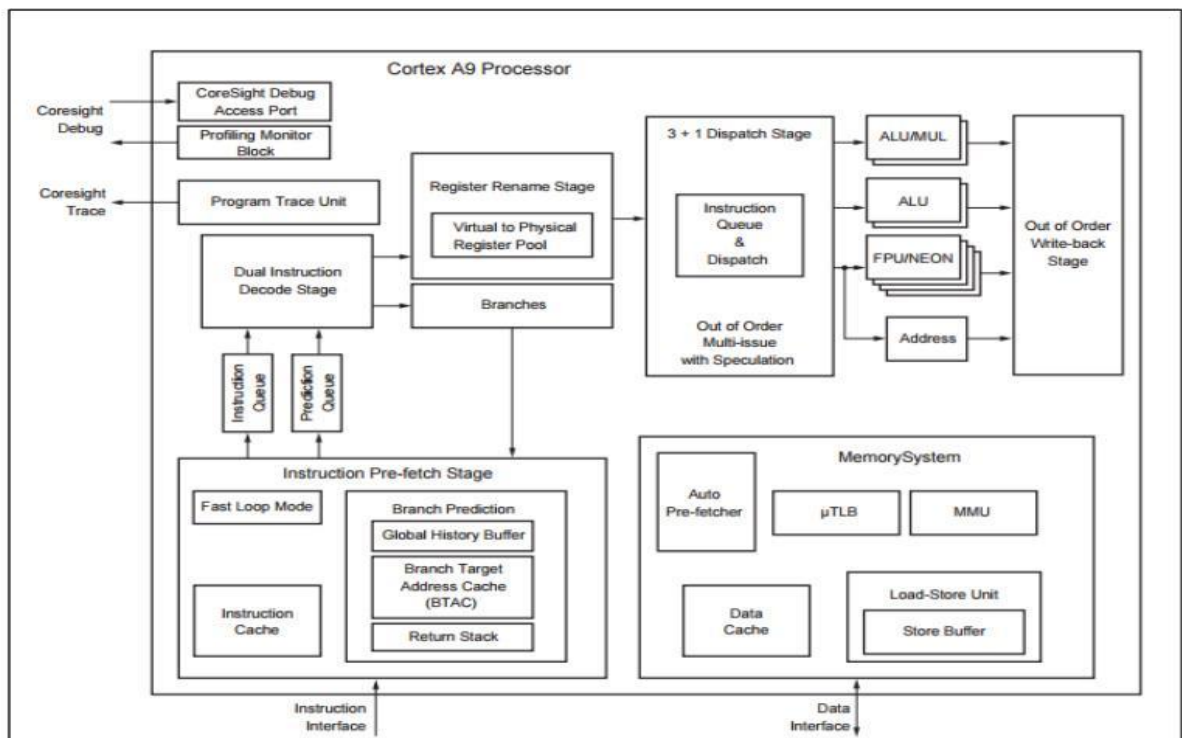 Cortex A9 Processor
CoreSight Debug
Access Port
Profiling Monitor
Block
Coresight
Debug
Program Trace Unit
Coresight
Trace
Dual Instruction
Decode Stage
Register Rename Stage
Virtual to Physical
Register Pool
Branches
3 + 1 Dispatch Stage
Instruction
Queue
&
Dispatch
Out of Order
Multi-issue
with Speculation
ALU/MUL
ALU
FPU/NEON
Address
Out of Order
Write-back
Stage
Instruction
Queue
Prediction
Queue
Instruction Pre-fetch Stage
Fast Loop Mode
Instruction
Cache
Branch Prediction
Global History Buffer
Branch Target
Address Cache
(BTAC)
Return Stack
MemorySystem
Auto
Pre-fetcher
µTLB
MMU
Data
Cache
Load-Store Unit
Store Buffer
Instruction
Interface
Data
Interface